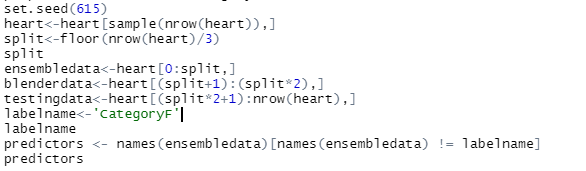 set.seed(615)
heart<-heart[sample(nrow(heart)),]
split<-floor(nrow(heart)/3)
split
ensembledata<-heart[0:split,]
blenderdata<-heart[(split+1):(split*2),]
testingdata<-heart[(split*2+1):nrow(heart),]
labelname<-'CategoryF'
labelname
predictors <- names(ensembledata)[names(ensembledata) != labelname]
predictors